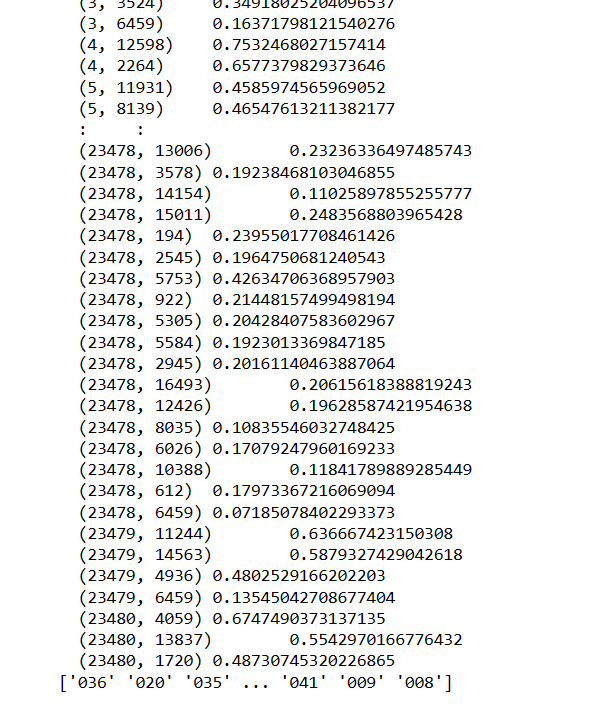 (3, 3524) 0.34918025204096537
(3, 6459) 0.16371798121540276
(4, 12598) 0.7532468027157414
(4, 2264) 0.6577379829373646
(5, 11931) 0.4585974565969052
(5, 8139) 0.46547613211382177
: :
(23478, 13006) 0.23236336497485743
(23478, 3578) 0.19238468103046855
(23478, 14154) 0.11025897855255777
(23478, 15011) 0.2483568803965428
(23478, 194) 0.23955017708461426
(23478, 2545) 0.1964750681240543
(23478, 5753) 0.42634706368957903
(23478, 922) 0.21448157499498194
(23478, 5305) 0.20428407583602967
(23478, 5584) 0.1923013369847185
(23478, 2945) 0.20161140463887064
(23478, 16493) 0.20615618388819243
(23478, 12426) 0.19628587421954638
(23478, 8035) 0.10835546032748425
(23478, 6026) 0.17079247960169233
(23478, 10388) 0.11841789889285449
(23478, 612) 0.17973367216069094
(23478, 6459) 0.07185078402293373
(23479, 11244) 0.636667423150308
(23479, 14563) 0.5879327429042618
(23479, 4936) 0.4802529166202203
(23479, 6459) 0.13545042708677404
(23480, 4059) 0.6747490373137135
(23480, 13837) 0.5542970166776432
(23480, 1720) 0.48730745320226865
['036' '020' '035' ... '041' '009' '008']